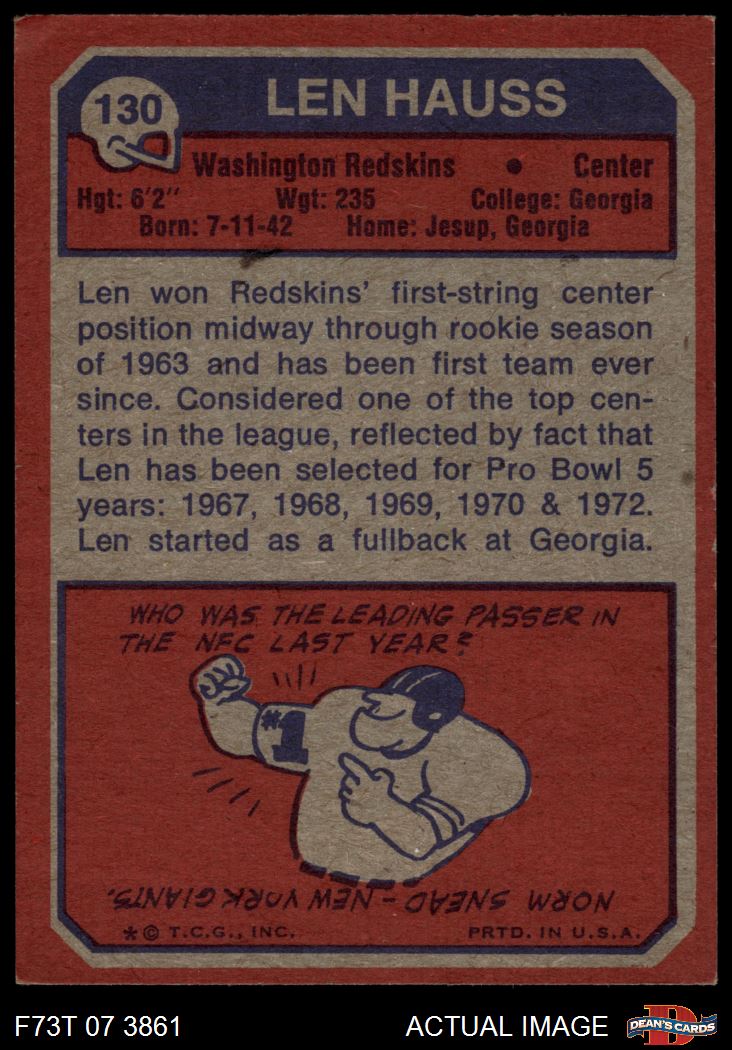 130
LEN HAUSS
Washington Redskins • Center
Hgt: 6'2" Wgt: 235 College: Georgia
Born: 7-11-42 Home: Jesup, Georgia
Len won Redskins' first-string center
position midway through rookie season
of 1963 and has been first team ever
since. Considered one of the top cen-
ters in the league, reflected by fact that
Len has been selected for Pro Bowl 5
years: 1967, 1968, 1969, 1970 & 1972.
Len started as a fullback at Georgia.
WHO WAS THE LEADING PASSER IN
THE NFC LAST YEAR?
#1
NORM SNEAD - NEW YORK GIANTS.
*© T.C.G., INC. PRTD. IN U.S.A.
F73T 07 3861 ACTUAL IMAGE
D
DEAN'S CARDS